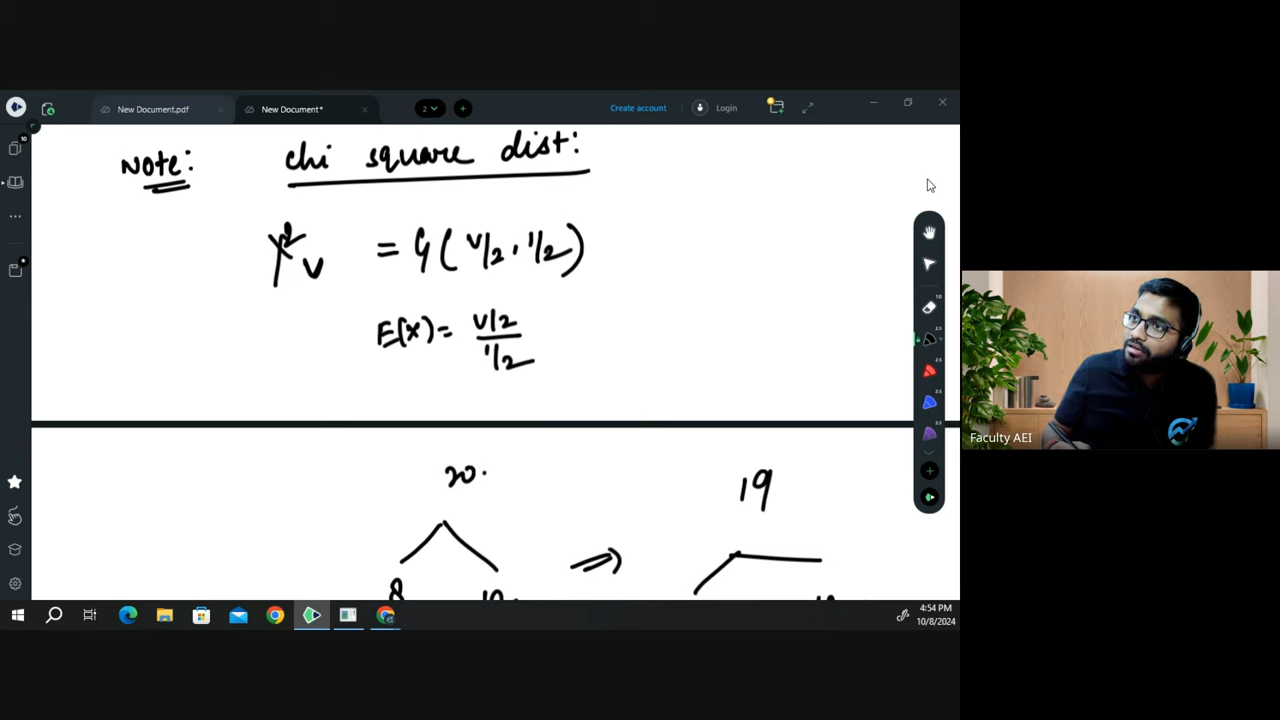 New Document.pdf
New Document*
2
Create account
Login
Note: chi square dist:
χ²ᵥ = G ( v/2 , 1/2 )
E(x) = v/2 / 1/2
20.
19
8
Faculty AEI
4:54 PM
10/8/2024